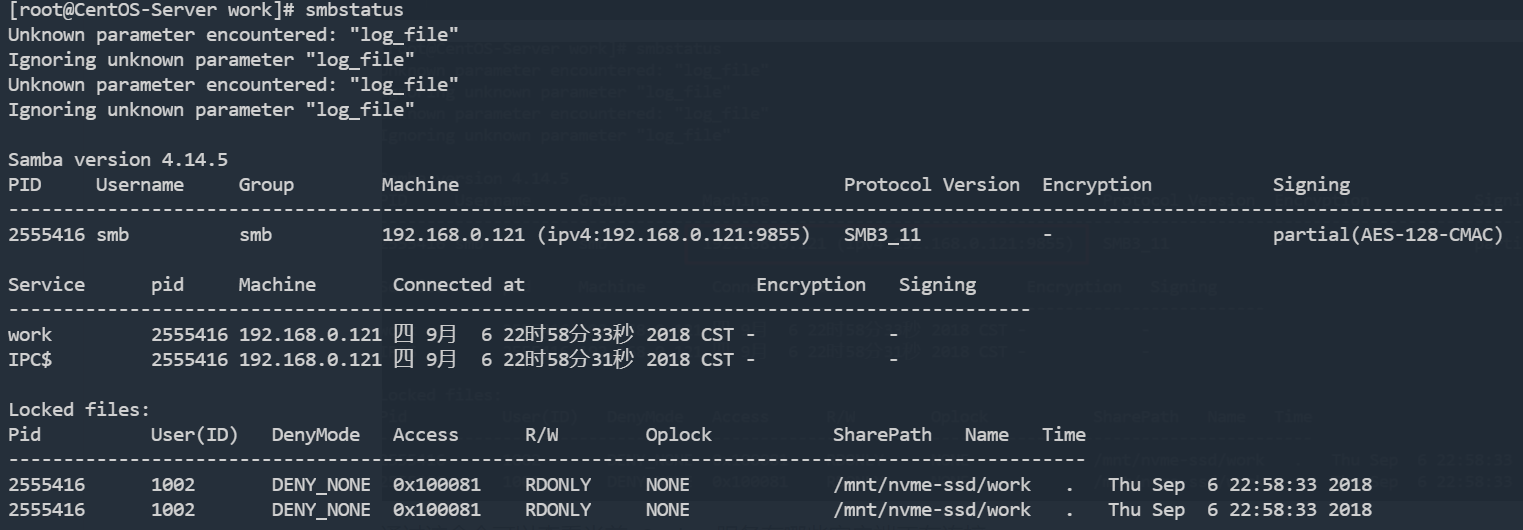 [root@CentOS-Server work]# smbstatus
Unknown parameter encountered: "log_file"
Ignoring unknown parameter "log_file"
Unknown parameter encountered: "log_file"
Ignoring unknown parameter "log_file"
Samba version 4.14.5
PID Username Group Machine Protocol Version Encryption Signing
----------------------------------------------------------------------------------------------------------------------------------------
2555416 smb smb 192.168.0.121 (ipv4:192.168.0.121:9855) SMB3_11 - partial(AES-128-CMAC)
Service pid Machine Connected at Encryption Signing
---------------------------------------------------------------------------------------------
work 2555416 192.168.0.121 四 9月 6 22时58分33秒 2018 CST - -
IPC$ 2555416 192.168.0.121 四 9月 6 22时58分31秒 2018 CST - -
Locked files:
Pid User(ID) DenyMode Access R/W Oplock SharePath Name Time
--------------------------------------------------------------------------------------------------
2555416 1002 DENY_NONE 0x100081 RDONLY NONE /mnt/nvme-ssd/work . Thu Sep 6 22:58:33 2018
2555416 1002 DENY_NONE 0x100081 RDONLY NONE /mnt/nvme-ssd/work . Thu Sep 6 22:58:33 2018